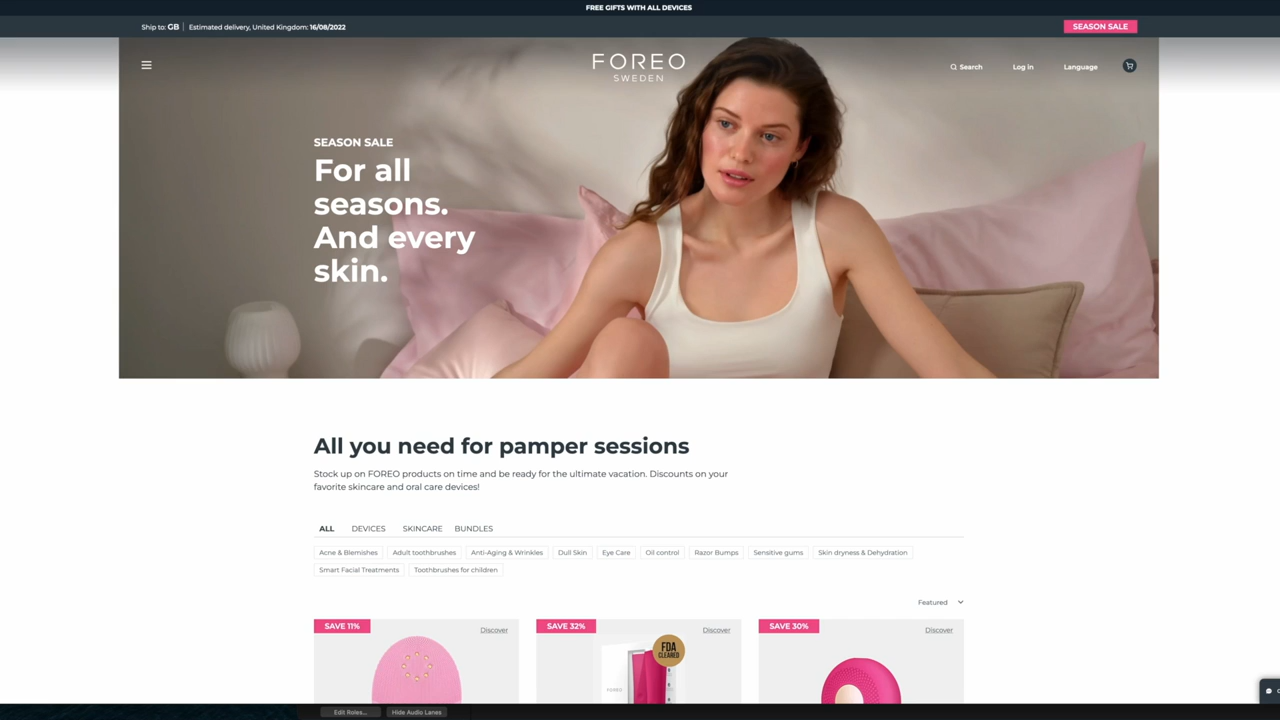 FREE GIFTS WITH ALL DEVICES
Ship to: GB | Estimated delivery, United Kingdom: 16/08/2022
SEASON SALE
FOREO
SWEDEN
Search
Log in
Language
SEASON SALE
For all
seasons.
And every
skin.
All you need for pamper sessions
Stock up on FOREO products on time and be ready for the ultimate vacation. Discounts on your
favorite skincare and oral care devices!
ALL DEVICES SKINCARE BUNDLES
Acne & Blemishes Adult toothbrushes Anti-Aging & Wrinkles Dull Skin Eye Care Oil control Razor Bumps Sensitive gums Skin dryness & Dehydration
Smart Facial Treatments Toothbrushes for children
Featured
SAVE 11% Discover
SAVE 32% Discover
SAVE 30% Discover
FDA
CLEARED
FOREO
Edit Roles... Hide Audio Lanes